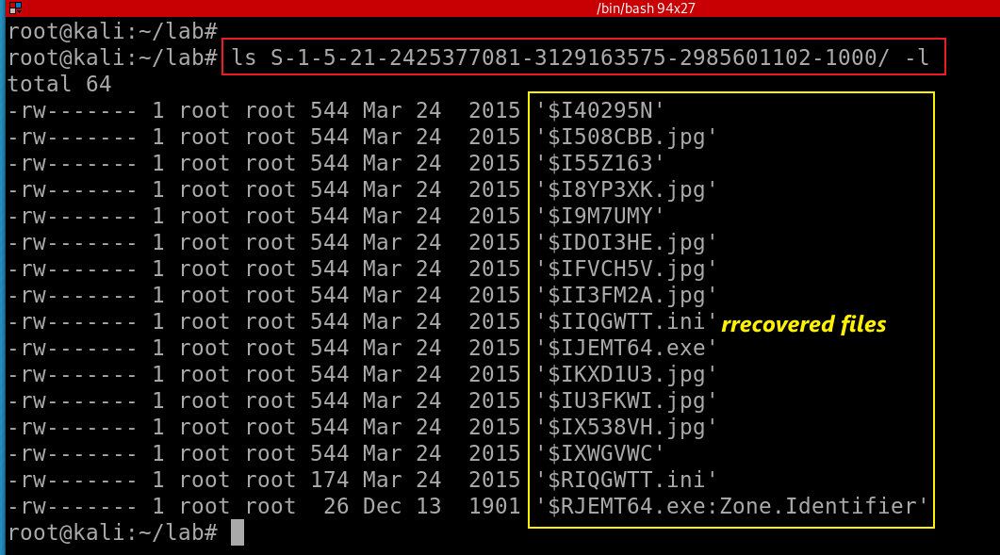 /bin/bash 94x27
root@kali:~/lab#
root@kali:~/lab# ls S-1-5-21-2425377081-3129163575-2985601102-1000/ -l
total 64
-rw------- 1 root root 544 Mar 24  2015 '$I40295N'
-rw------- 1 root root 544 Mar 24  2015 '$I508CBB.jpg'
-rw------- 1 root root 544 Mar 24  2015 '$I55Z163'
-rw------- 1 root root 544 Mar 24  2015 '$I8YP3XK.jpg'
-rw------- 1 root root 544 Mar 24  2015 '$I9M7UMY'
-rw------- 1 root root 544 Mar 24  2015 '$IDOI3HE.jpg'
-rw------- 1 root root 544 Mar 24  2015 '$IFVCH5V.jpg'
-rw------- 1 root root 544 Mar 24  2015 '$II3FM2A.jpg'
-rw------- 1 root root 544 Mar 24  2015 '$IIQGWTT.ini' rrecovered files
-rw------- 1 root root 544 Mar 24  2015 '$IJEMT64.exe'
-rw------- 1 root root 544 Mar 24  2015 '$IKXD1U3.jpg'
-rw------- 1 root root 544 Mar 24  2015 '$IU3FKWI.jpg'
-rw------- 1 root root 544 Mar 24  2015 '$IX538VH.jpg'
-rw------- 1 root root 544 Mar 24  2015 '$IXWGVWC'
-rw------- 1 root root 174 Mar 24  2015 '$RIQGWTT.ini'
-rw------- 1 root root  26 Dec 13  1901 '$RJEMT64.exe:Zone.Identifier'
root@kali:~/lab#